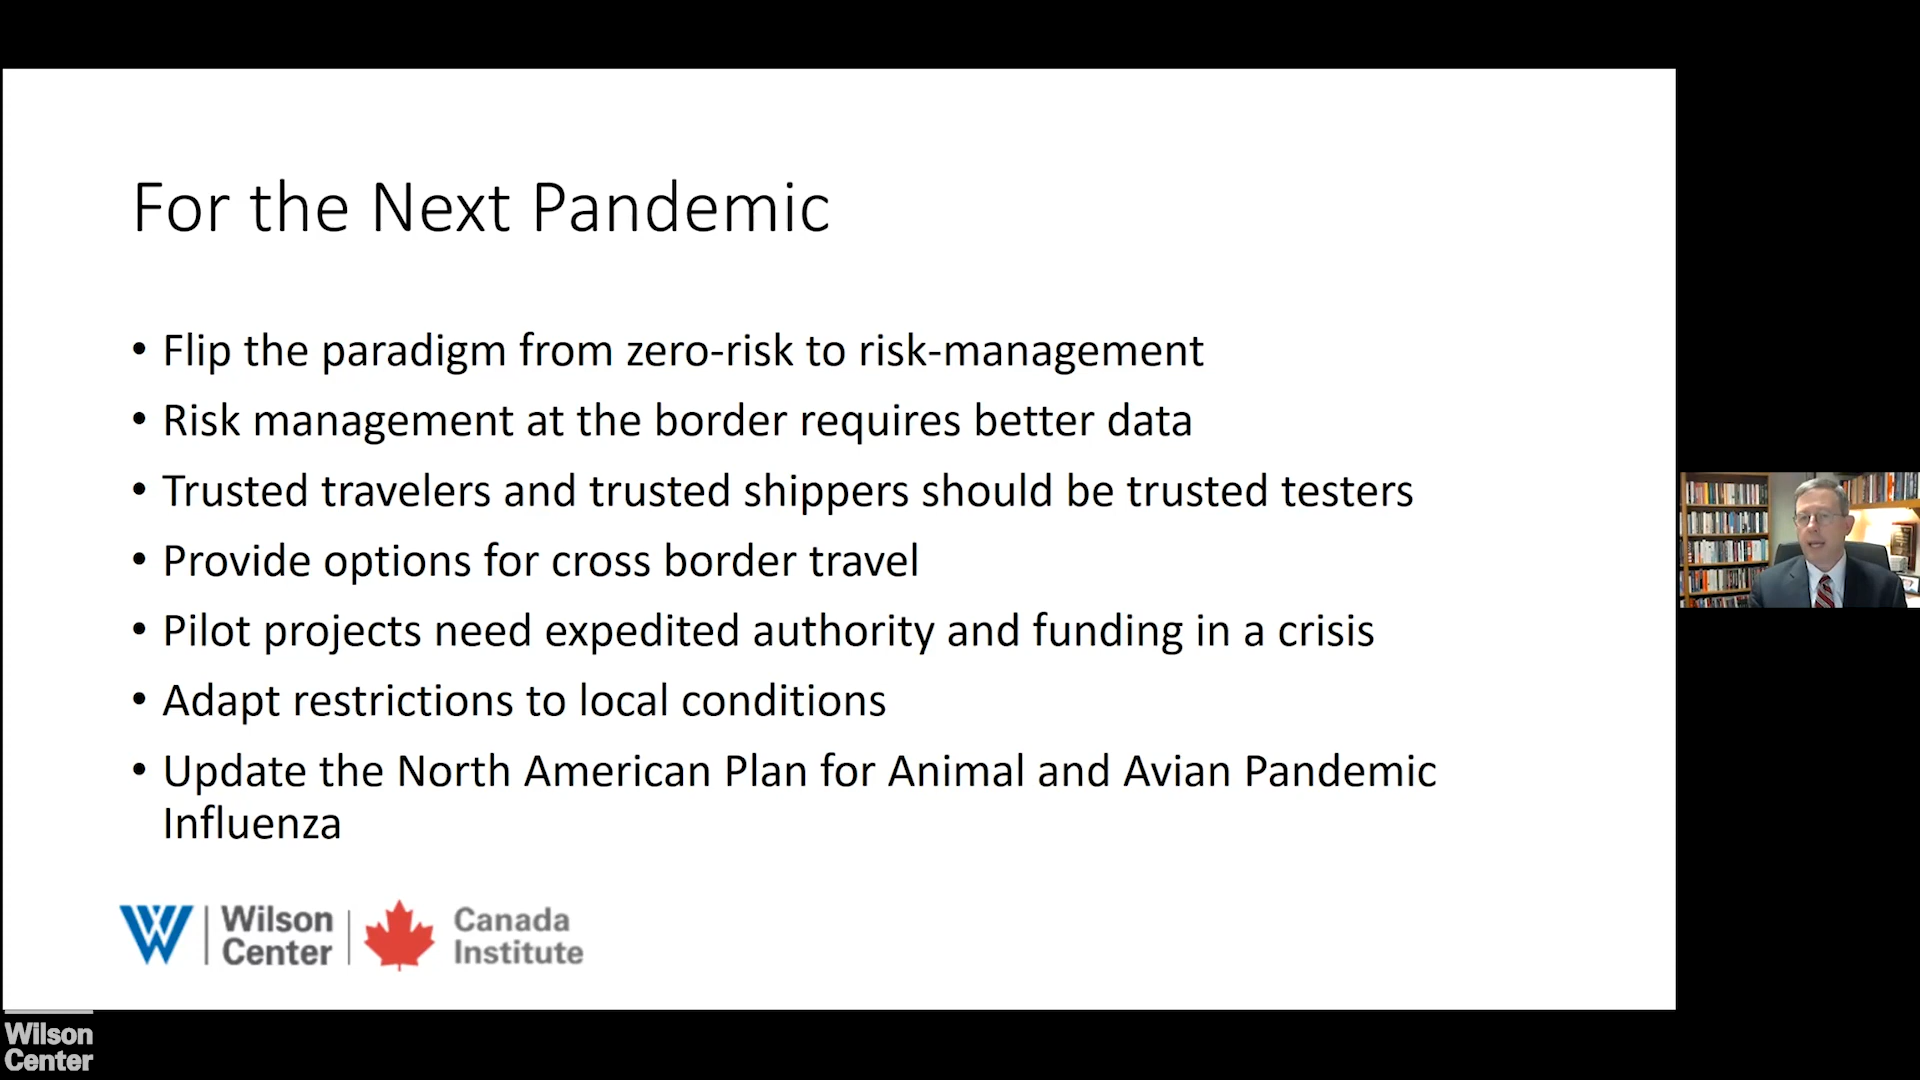 For the Next Pandemic
• Flip the paradigm from zero-risk to risk-management
• Risk management at the border requires better data
• Trusted travelers and trusted shippers should be trusted testers
• Provide options for cross border travel
• Pilot projects need expedited authority and funding in a crisis
• Adapt restrictions to local conditions
• Update the North American Plan for Animal and Avian Pandemic
Influenza
Wilson
Center
Canada
Institute
Wilson
Center